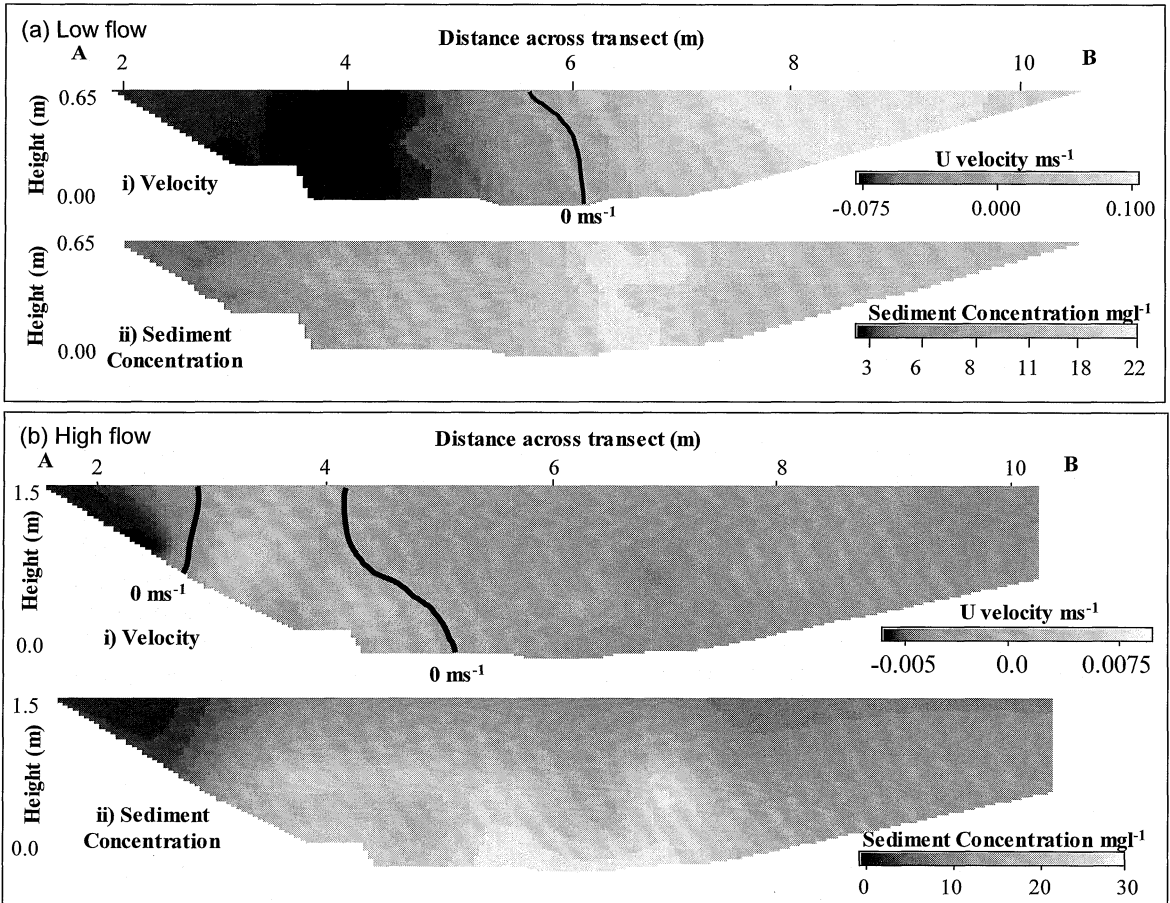 (a) Low flow
Distance across transect (m)
A 2 4 6 8 10 B
Height (m)
0.65
0.00
i) Velocity
0 ms-1
U velocity ms-1
-0.075 0.000 0.100
Height (m)
0.65
0.00
ii) Sediment
Concentration
Sediment Concentration mgl-1
3 6 8 11 18 22
(b) High flow
Distance across transect (m)
A 2 4 6 8 10 B
Height (m)
1.5
0.0
0 ms-1
i) Velocity
0 ms-1
U velocity ms-1
-0.005 0.0 0.0075
Height (m)
1.5
0.0
ii) Sediment
Concentration
Sediment Concentration mgl-1
0 10 20 30